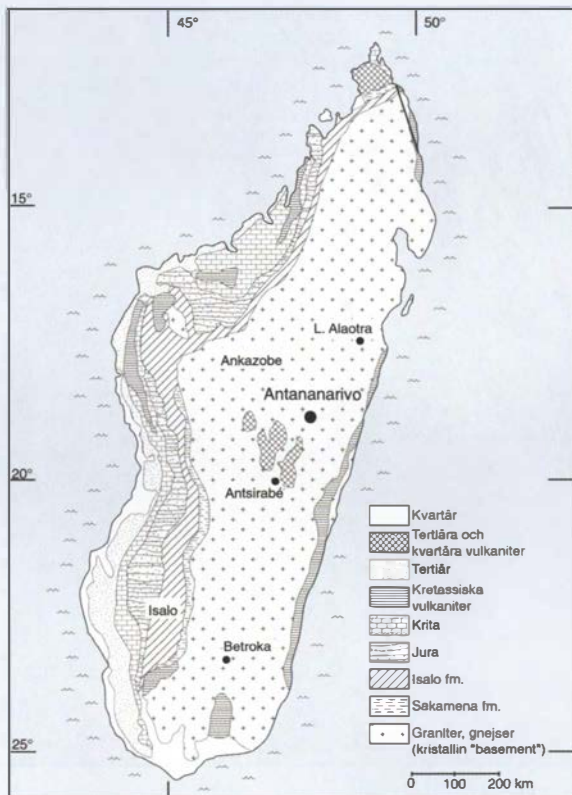 45°
50°
15°
L. Alaotra
Ankazobe
Antananarivo
20°
Antsirabé
Isalo
Betroka
25°
Kvartär
Tertiära och
kvartära vulkaniter
Tertiär
Kretassiska
vulkaniter
Krita
Jura
Isalo fm.
Sakamena fm.
Graniter, gnejser
(kristallin "basement")
0 100 200 km